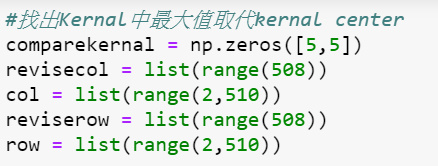 #找出Kernal中最大值取代kernal center
comparekernal = np.zeros([5,5])
revisecol = list(range(508))
col = list(range(2,510))
reviserow = list(range(508))
row = list(range(2,510))